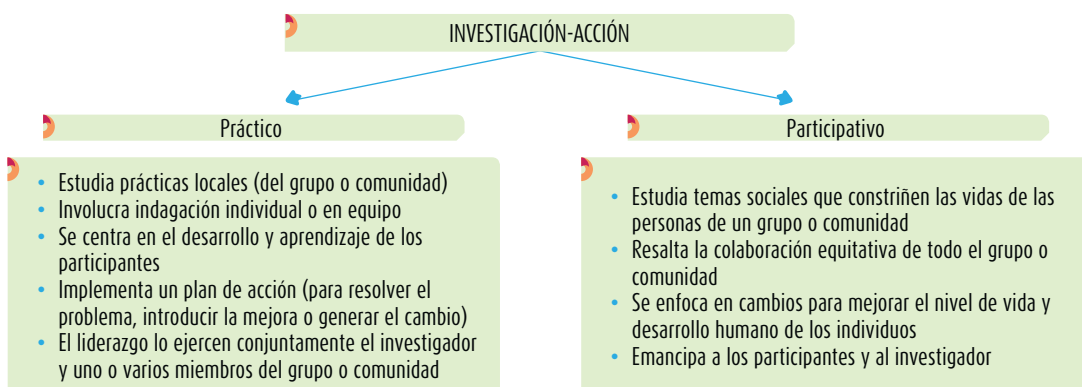 INVESTIGACIÓN-ACCIÓN
Práctico
• Estudia prácticas locales (del grupo o comunidad)
• Involucra indagación individual o en equipo
• Se centra en el desarrollo y aprendizaje de los
participantes
• Implementa un plan de acción (para resolver el
problema, introducir la mejora o generar el cambio)
• El liderazgo lo ejercen conjuntamente el investigador
y uno o varios miembros del grupo o comunidad
Participativo
• Estudia temas sociales que constriñen las vidas de las
personas de un grupo o comunidad
• Resalta la colaboración equitativa de todo el grupo o
comunidad
• Se enfoca en cambios para mejorar el nivel de vida y
desarrollo humano de los individuos
• Emancipa a los participantes y al investigador